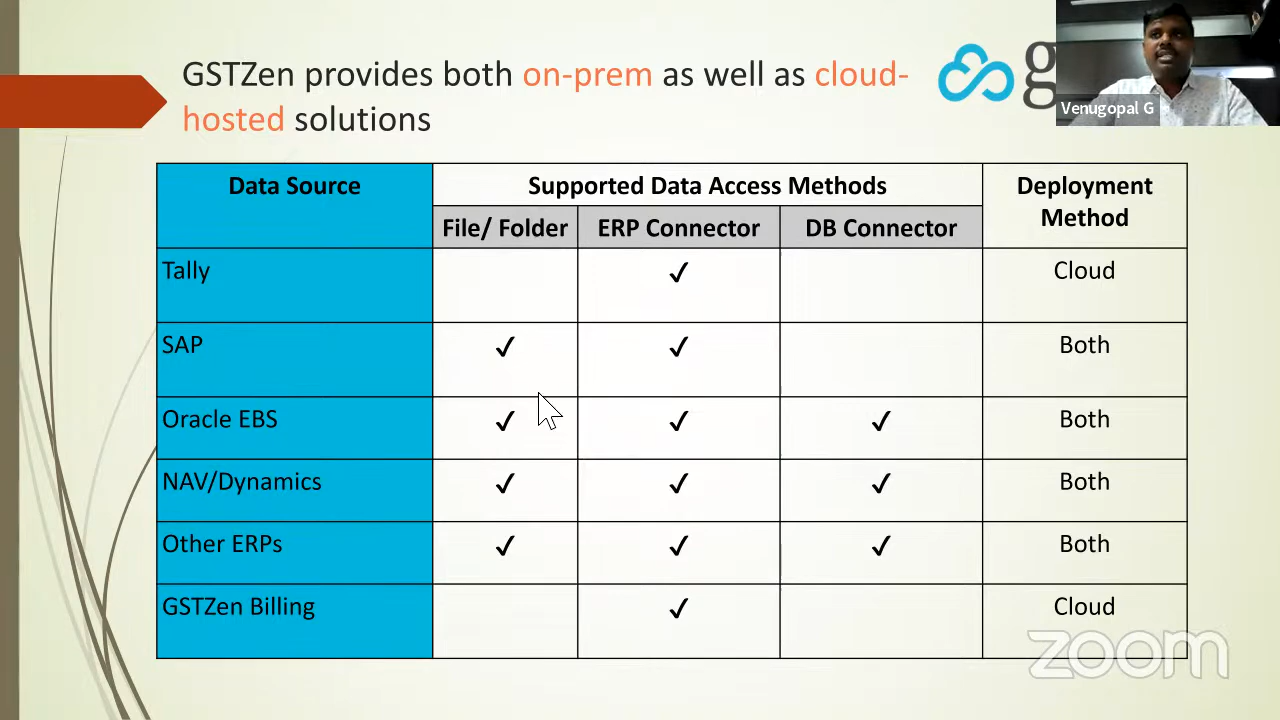 GSTZen provides both on-prem as well as cloud-
hosted solutions
g
Venugopal G
Data Source Supported Data Access Methods Deployment
Method
File/ Folder ERP Connector DB Connector
Tally ✓ Cloud
SAP ✓ ✓ Both
Oracle EBS ✓ ✓ ✓ Both
NAV/Dynamics ✓ ✓ ✓ Both
Other ERPs ✓ ✓ ✓ Both
GSTZen Billing ✓ Cloud
zoom